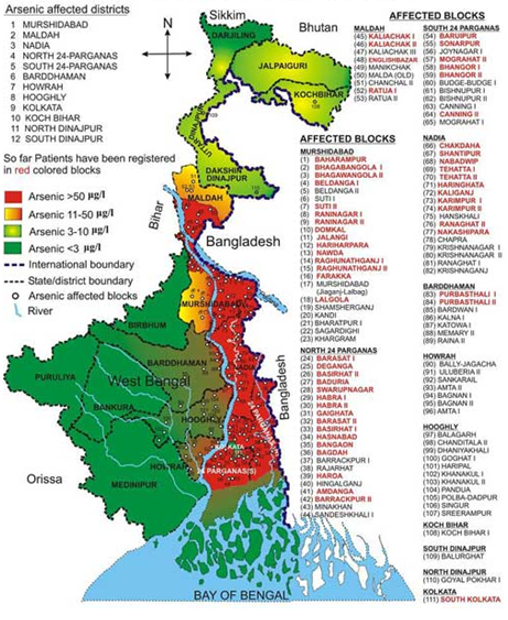 Arsenic affected districts
1 MURSHIDABAD
2 MALDAH
3 NADIA
4 NORTH 24-PARGANAS
5 SOUTH 24-PARGANAS
6 BARDDHAMAN
7 HOWRAH
8 HOOGHLY
9 KOLKATA
10 KOCH BIHAR
11 NORTH DINAJPUR
12 SOUTH DINAJPUR
So far Patients have been registered
in red colored blocks
Arsenic >50 µg/l
Arsenic 11-50 µg/l
Arsenic 3-10 µg/l
Arsenic <3 µg/l
International boundary
State/district boundary
Arsenic affected blocks
River
N
Sikkim
Bhutan
DARJILING
JALPAIGURI
KOCHBIHAR
UTTAR DINAJPUR
DAKSHIN
DINAJPUR
MALDAH
Bihar
Bangladesh
MURSHIDABAD
BIRBHUM
BARDDHAMAN
NADIA
PURULIYA
West Bengal
BANKURA
HOOGHLY
Bangladesh
HOWRAH
24 PARGANAS(S)
MEDINIPUR
Orissa
BAY OF BENGAL
AFFECTED BLOCKS
MURSHIDABAD
(1) BAHARAMPUR
(2) BHAGABANGOLA I
(3) BHAGAWANGOLA II
(4) BELDANGA I
(5) BELDANGA II
(6) SUTI I
(7) SUTI II
(8) RANINAGAR I
(9) RANINAGAR II
(10) DOMKAL
(11) JALANGI
(12) HARIHARPARA
(13) NAWDA
(14) RAGHUNATHGANJ I
(15) RAGHUNATHGANJ II
(16) FARAKKA
(17) MURSHIDABAD
(Jiaganj-Lalbag)
(18) LALGOLA
(19) SHAMSHERGANJ
(20) KANDI
(21) BHARATPUR I
(22) SAGARDIGHI
(23) KHARGRAM
NORTH 24 PARGANAS
(24) BARASAT I
(25) DEGANGA
(26) BASIRHAT II
(27) BADURIA
(28) SWARUPNAGAR
(29) HABRA I
(30) HABRA II
(31) GAIGHATA
(32) BARASAT II
(33) BASIRHAT I
(34) HASNABAD
(35) BANGAON
(36) BAGDAH
(37) BARRACKPUR I
(38) RAJARHAT
(39) HAROA
(40) HINGALGANJ
(41) AMDANGA
(42) BARRACKPUR II
(43) MINAKHAN
(44) SANDESHKHALI I
AFFECTED BLOCKS
MALDAH
(45) KALIACHAK I
(46) KALIACHAK II
(47) KALIACHAK III
(48) ENGLISHBAZAR
(49) MANIKCHAK
(50) MALDA (OLD)
(51) CHANCHAL II
(52) RATUA I
(53) RATUA II
SOUTH 24 PARGANAS
(54) BARUIPUR
(55) SONARPUR
(56) JOYNAGAR I
(57) MOGRAHAT II
(58) BHANGOR I
(59) BHANGOR II
(60) BUDGE-BUDGE I
(61) BISHNUPUR I
(62) BISHNUPUR II
(63) CANNING I
(64) CANNING II
(65) MOGRAHAT I
NADIA
(66) CHAKDAHA
(67) SHANTIPUR
(68) NABADWIP
(69) TEHATTA I
(70) TEHATTA II
(71) HARINGHATA
(72) KALIGANJ
(73) KARIMPUR I
(74) KARIMPUR II
(75) HANSKHALI
(76) RANAGHAT II
(77) NAKASHIPARA
(78) CHAPRA
(79) KRISHNANAGAR I
(80) KRISHNANAGAR II
(81) RANAGHAT I
(82) KRISHNAGANJ
BARDDHAMAN
(83) PURBASTHALI I
(84) PURBASTHALI II
(85) BARDWAN I
(86) KALNA I
(87) KATOWA I
(88) MEMARY II
(89) RAINA II
HOWRAH
(90) BALLY-JAGACHA
(91) ULUBERIA II
(92) SANKARAIL
(93) AMTA II
(94) BAGNAN I
(95) BAGNAN II
(96) AMTA I
HOOGHLY
(97) BALAGARH
(98) CHANDITALA II
(99) DHANIYAKHALI
(100) GOGHAT I
(101) HARIPAL
(102) KHANAKUL I
(103) KHANAKUL II
(104) PANDUA
(105) POLBA-DADPUR
(106) SINGUR
(107) SREERAMPUR
KOCH BIHAR
(108) KOCH BIHAR I
SOUTH DINAJPUR
(109) BALURGHAT
NORTH DINAJPUR
(110) GOYAL POKHAR I
KOLKATA
(111) SOUTH KOLKATA